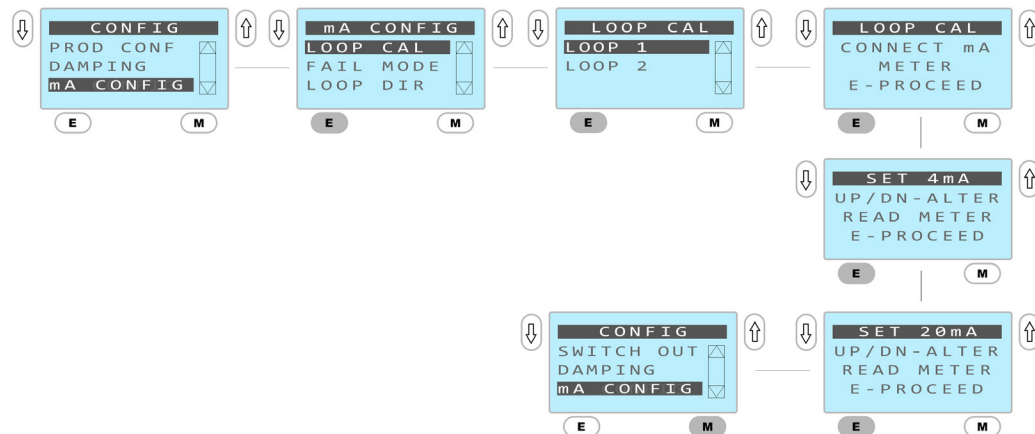 CONFIG
PROD CONF
DAMPING
mA CONFIG
E
M
mA CONFIG
LOOP CAL
FAIL MODE
LOOP DIR
E
M
LOOP CAL
LOOP 1
LOOP 2
E
M
LOOP CAL
CONNECT mA
METER
E-PROCEED
E
M
SET 4mA
UP/DN-ALTER
READ METER
E-PROCEED
E
M
CONFIG
SWITCH OUT
DAMPING
mA CONFIG
E
M
SET 20mA
UP/DN-ALTER
READ METER
E-PROCEED
E
M